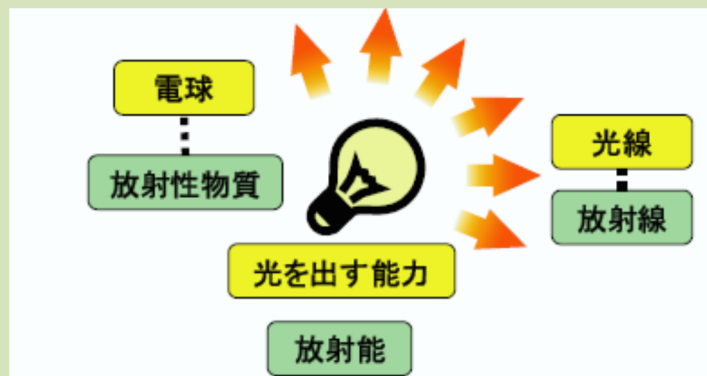 電球
放射性物質
光線
放射線
光を出す能力
放射能